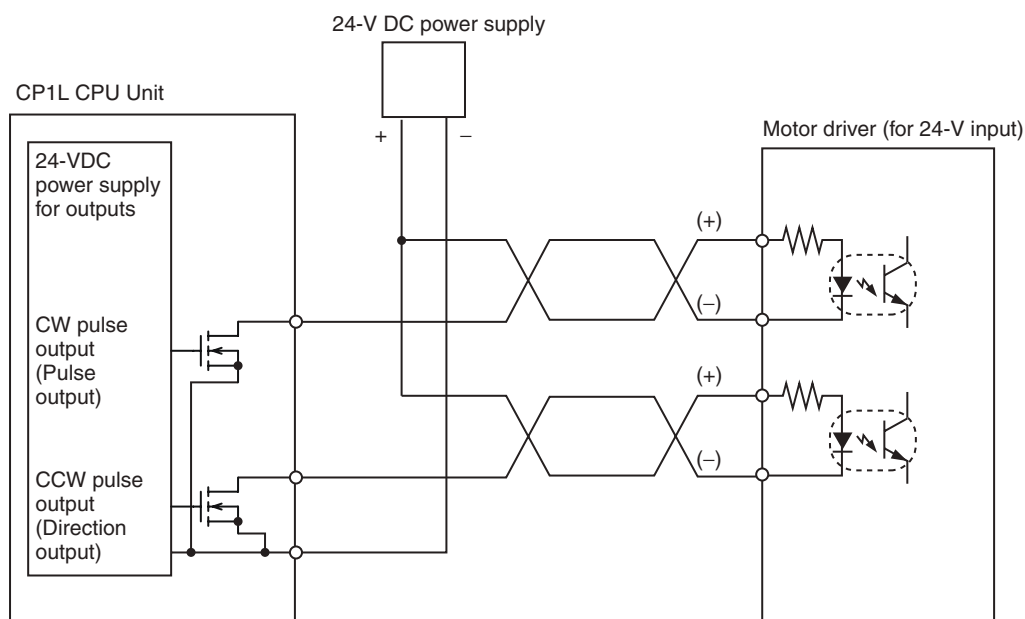 24-V DC power supply
CP1L CPU Unit
+
−
Motor driver (for 24-V input)
24-VDC
power supply
for outputs
(+)
CW pulse
output
(Pulse
output)
(−)
(+)
CCW pulse
output
(Direction
output)
(−)